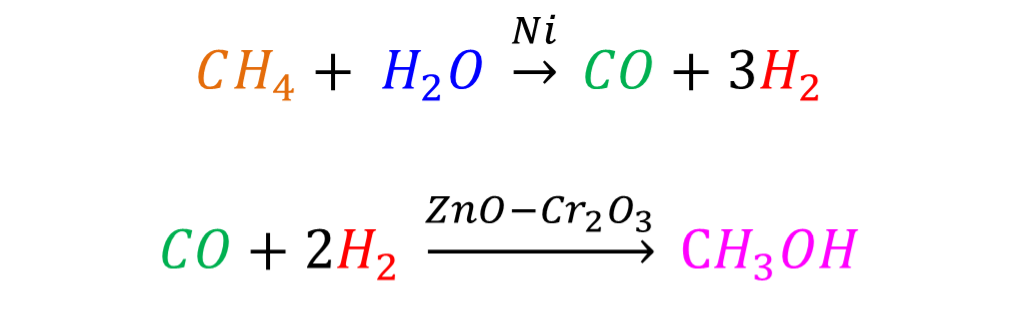 CH₄ + H₂O →(Ni) CO + 3H₂
CO + 2H₂ →(ZnO−Cr₂O₃) CH₃OH